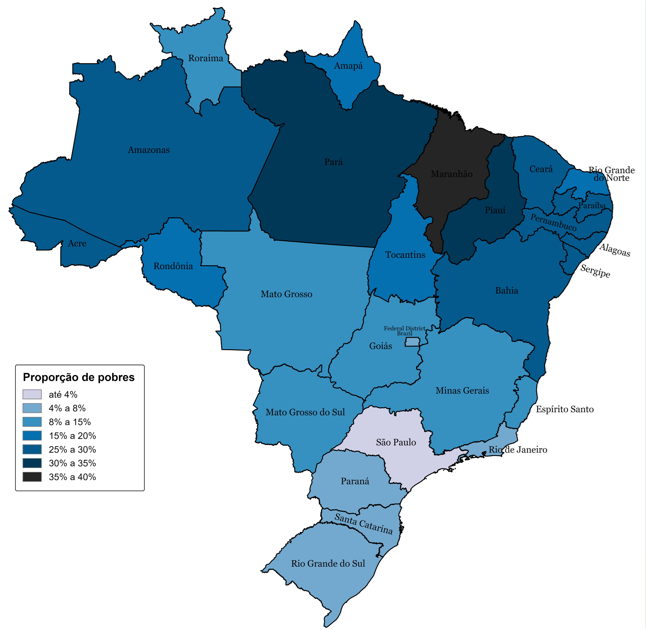 Roraima
Amapá
Amazonas
Pará
Maranhão
Ceará
Rio Grande
do Norte
Piauí
Paraíba
Pernambuco
Acre
Alagoas
Rondônia
Tocantins
Sergipe
Bahia
Mato Grosso
Federal District
Brazil
Goiás
Minas Gerais
Mato Grosso do Sul
Espírito Santo
São Paulo
Rio de Janeiro
Paraná
Santa Catarina
Rio Grande do Sul
Proporção de pobres
até 4%
4% a 8%
8% a 15%
15% a 20%
25% a 30%
30% a 35%
35% a 40%